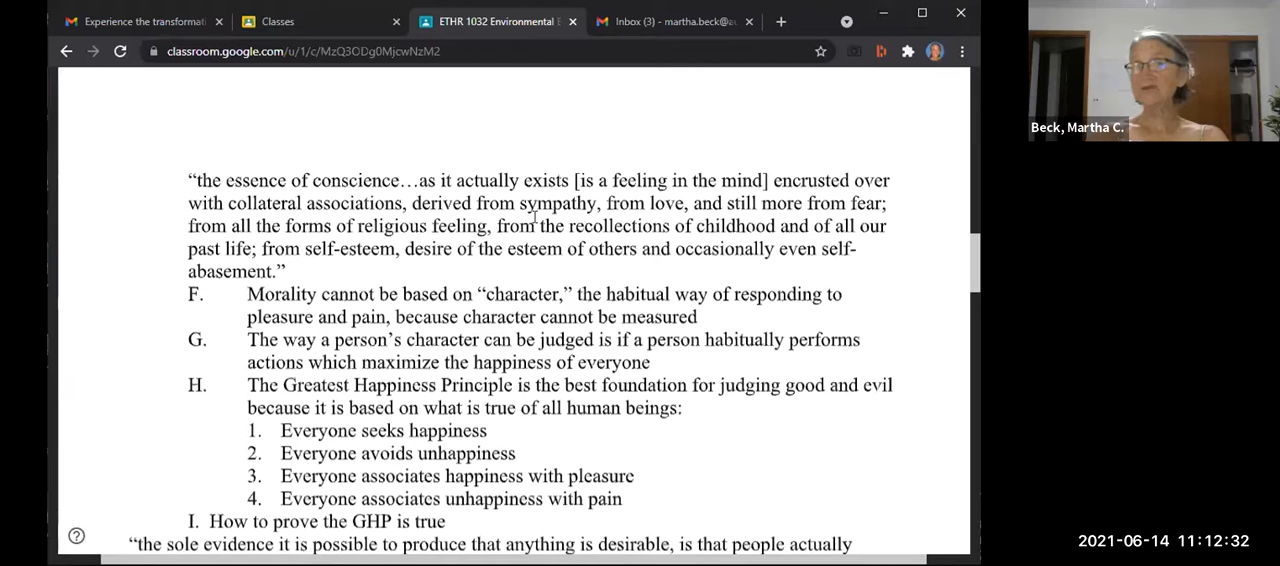 Experience the transformati
Classes
ETHR 1032 Environmental
Inbox (3) - martha.beck@
classroom.google.com/u/1/c/MzQ3ODg0MjcwNzM2
Beck, Martha C.
“the essence of conscience…as it actually exists [is a feeling in the mind] encrusted over
with collateral associations, derived from sympathy, from love, and still more from fear;
from all the forms of religious feeling, from the recollections of childhood and of all our
past life; from self-esteem, desire of the esteem of others and occasionally even self-
abasement.”
F. Morality cannot be based on “character,” the habitual way of responding to
pleasure and pain, because character cannot be measured
G. The way a person’s character can be judged is if a person habitually performs
actions which maximize the happiness of everyone
H. The Greatest Happiness Principle is the best foundation for judging good and evil
because it is based on what is true of all human beings:
1. Everyone seeks happiness
2. Everyone avoids unhappiness
3. Everyone associates happiness with pleasure
4. Everyone associates unhappiness with pain
I. How to prove the GHP is true
“the sole evidence it is possible to produce that anything is desirable, is that people actually
2021-06-14 11:12:32